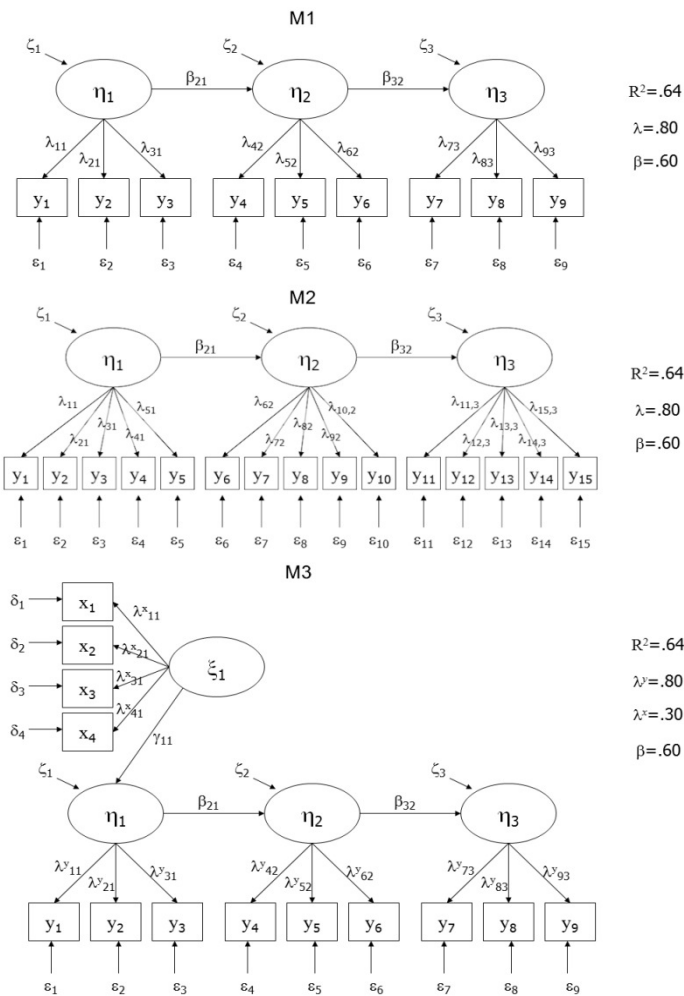 M1
ζ₁ ζ₂ ζ₃
η₁ β₂₁ η₂ β₃₂ η₃
R²=.64
λ=.80
β=.60
λ₁₁ λ₂₁ λ₃₁ λ₄₂ λ₅₂ λ₆₂ λ₇₃ λ₈₃ λ₉₃
y₁ y₂ y₃ y₄ y₅ y₆ y₇ y₈ y₉
ε₁ ε₂ ε₃ ε₄ ε₅ ε₆ ε₇ ε₈ ε₉
M2
ζ₁ ζ₂ ζ₃
η₁ β₂₁ η₂ β₃₂ η₃
R²=.64
λ=.80
β=.60
λ₁₁ λ₂₁ λ₃₁ λ₄₁ λ₅₁ λ₆₂ λ₇₂ λ₈₂ λ₉₂ λ₁₀,₂ λ₁₁,₃ λ₁₂,₃ λ₁₃,₃ λ₁₄,₃ λ₁₅,₃
y₁ y₂ y₃ y₄ y₅ y₆ y₇ y₈ y₉ y₁₀ y₁₁ y₁₂ y₁₃ y₁₄ y₁₅
ε₁ ε₂ ε₃ ε₄ ε₅ ε₆ ε₇ ε₈ ε₉ ε₁₀ ε₁₁ ε₁₂ ε₁₃ ε₁₄ ε₁₅
M3
δ₁ x₁ λˣ₁₁
δ₂ x₂ λˣ₂₁
δ₃ x₃ λˣ₃₁
δ₄ x₄ λˣ₄₁
ξ₁
γ₁₁
R²=.64
λʸ=.80
λˣ=.30
β=.60
ζ₁ ζ₂ ζ₃
η₁ β₂₁ η₂ β₃₂ η₃
λʸ₁₁ λʸ₂₁ λʸ₃₁ λʸ₄₂ λʸ₅₂ λʸ₆₂ λʸ₇₃ λʸ₈₃ λʸ₉₃
y₁ y₂ y₃ y₄ y₅ y₆ y₇ y₈ y₉
ε₁ ε₂ ε₃ ε₄ ε₅ ε₆ ε₇ ε₈ ε₉